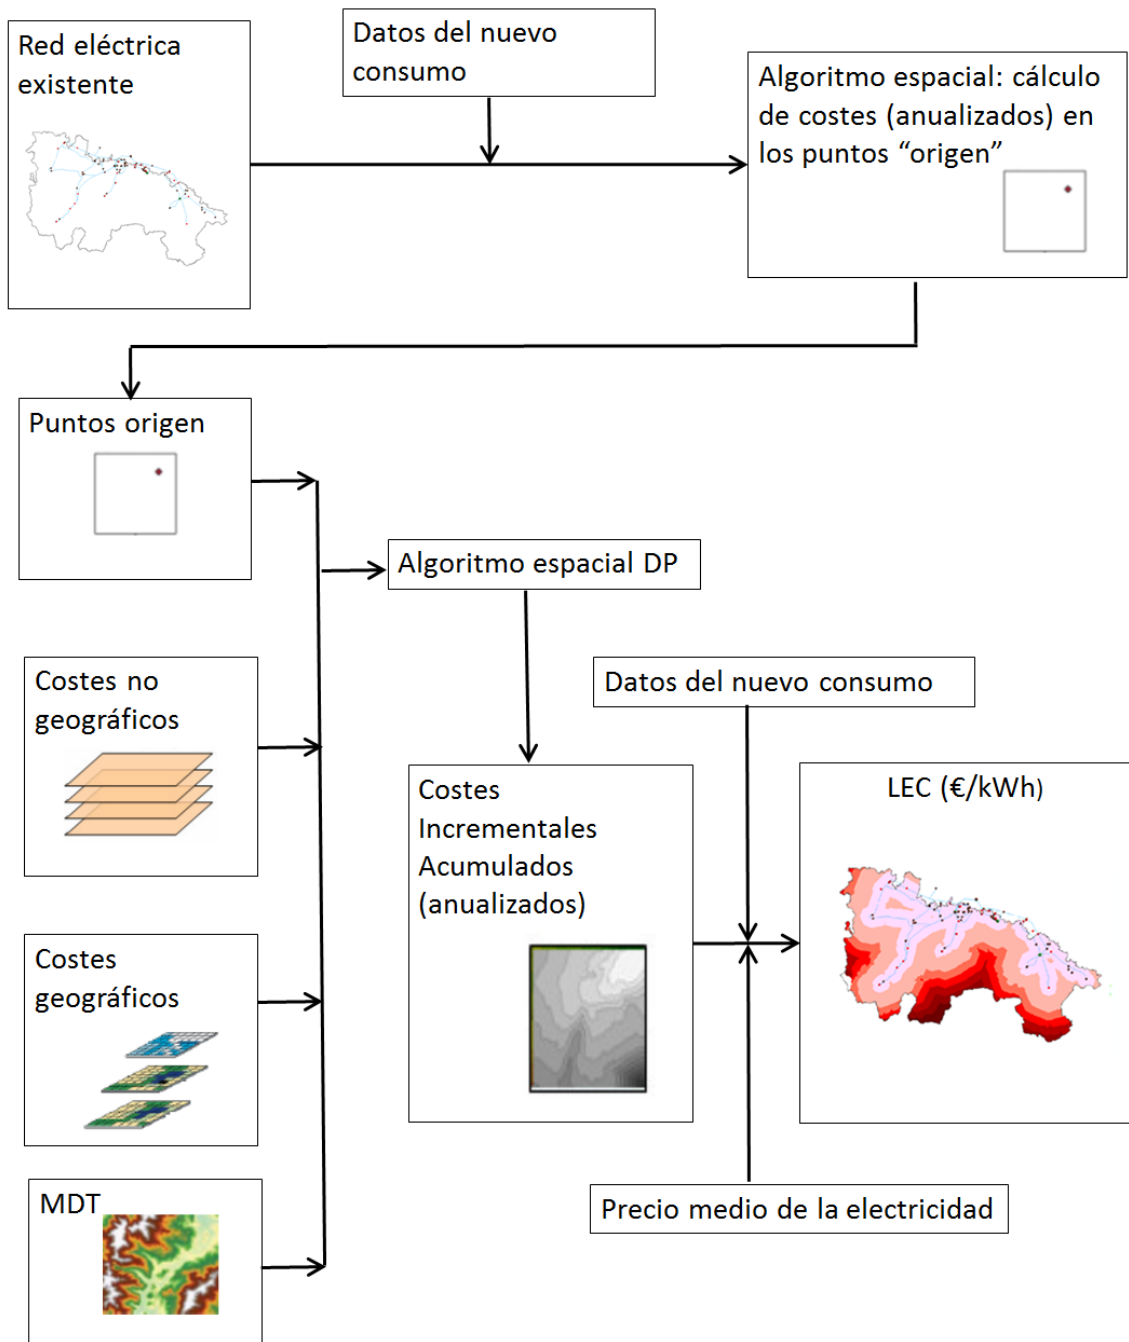 Red eléctrica
existente
Datos del nuevo
consumo
Algoritmo espacial: cálculo
de costes (anualizados) en
los puntos “origen”
Puntos origen
Algoritmo espacial DP
Costes no
geográficos
Datos del nuevo consumo
Costes
Incrementales
Acumulados
(anualizados)
LEC (€/kWh)
Costes
geográficos
MDT
Precio medio de la electricidad